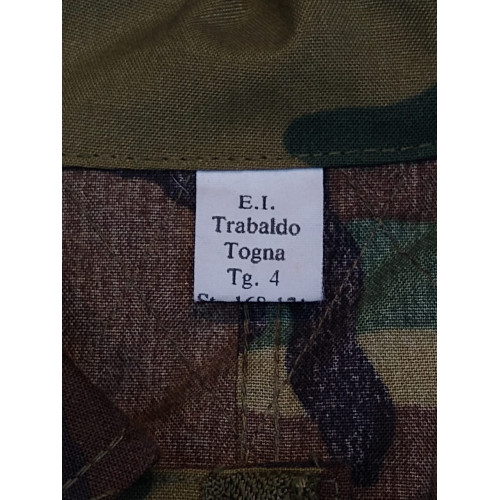 E.I.
Trabaldo
Togna
Tg. 4